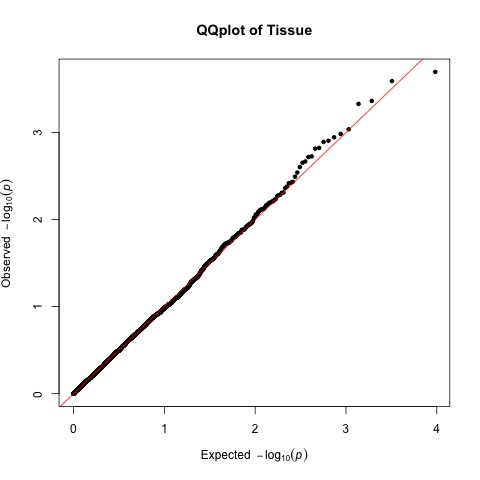 QQplot of Tissue
Observed −log₁₀(p)
3
2
1
0
0 1 2 3 4
Expected −log₁₀(p)